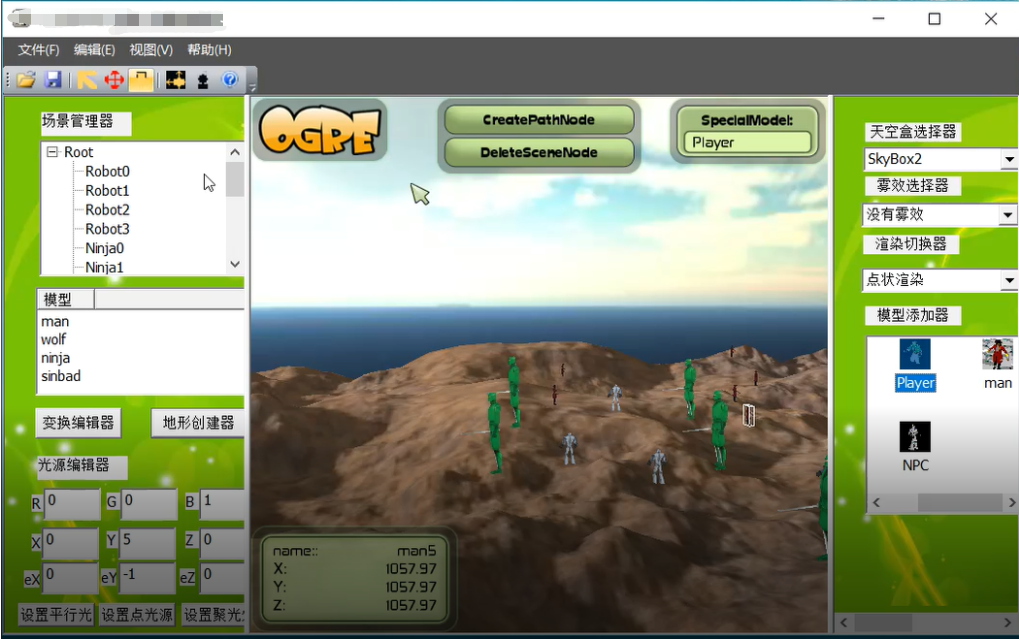 文件(F) 编辑(E) 视图(V) 帮助(H)
场景管理器
Root
Robot0
Robot1
Robot2
Robot3
Ninja0
Ninja1
模型
man
wolf
ninja
sinbad
变换编辑器 地形创建器
光源编辑器
R 0 G 0 B 1
X 0 Y 5 Z 0
eX 0 eY -1 eZ 0
设置平行光 设置点光源 设置聚光
OGRE
CreatePathNode
DeleteSceneNode
SpecialModel:
Player
name:: man5
X: 1057.97
Y: 1057.97
Z: 1057.97
天空盒选择器
SkyBox2
雾效选择器
没有雾效
渲染切换器
点状渲染
模型添加器
Player man
NPC